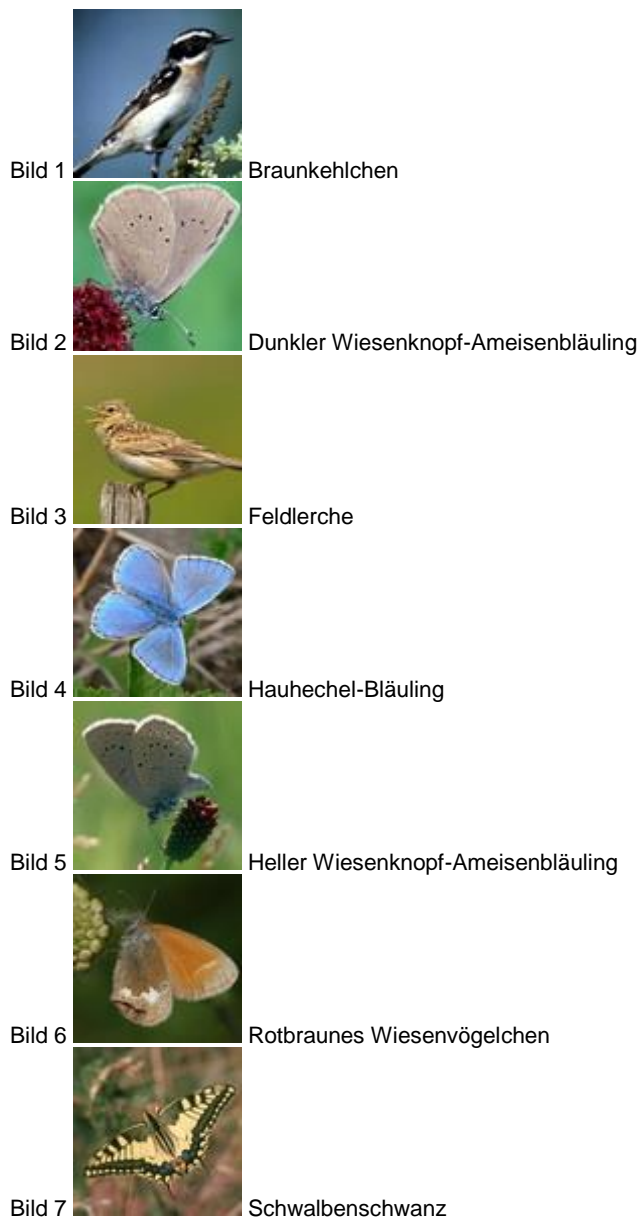 Bild 1 Braunkehlchen
Bild 2 Dunkler Wiesenknopf-Ameisenbläuling
Bild 3 Feldlerche
Bild 4 Hauhechel-Bläuling
Bild 5 Heller Wiesenknopf-Ameisenbläuling
Bild 6 Rotbraunes Wiesenvögelchen
Bild 7 Schwalbenschwanz